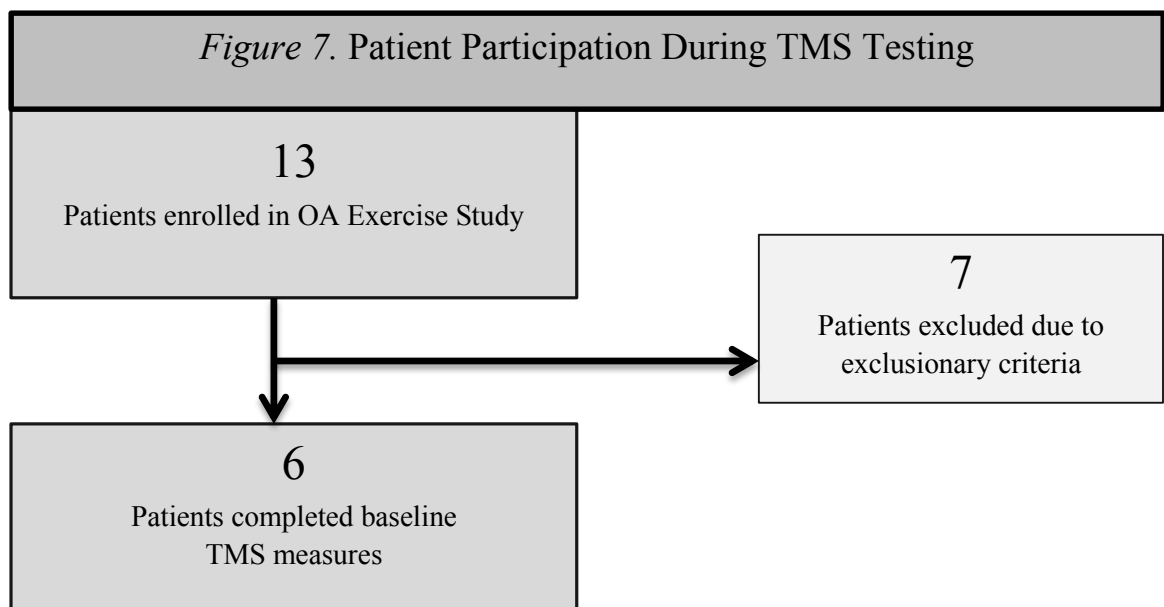 Figure 7. Patient Participation During TMS Testing
13
Patients enrolled in OA Exercise Study
7
Patients excluded due to
exclusionary criteria
6
Patients completed baseline
TMS measures